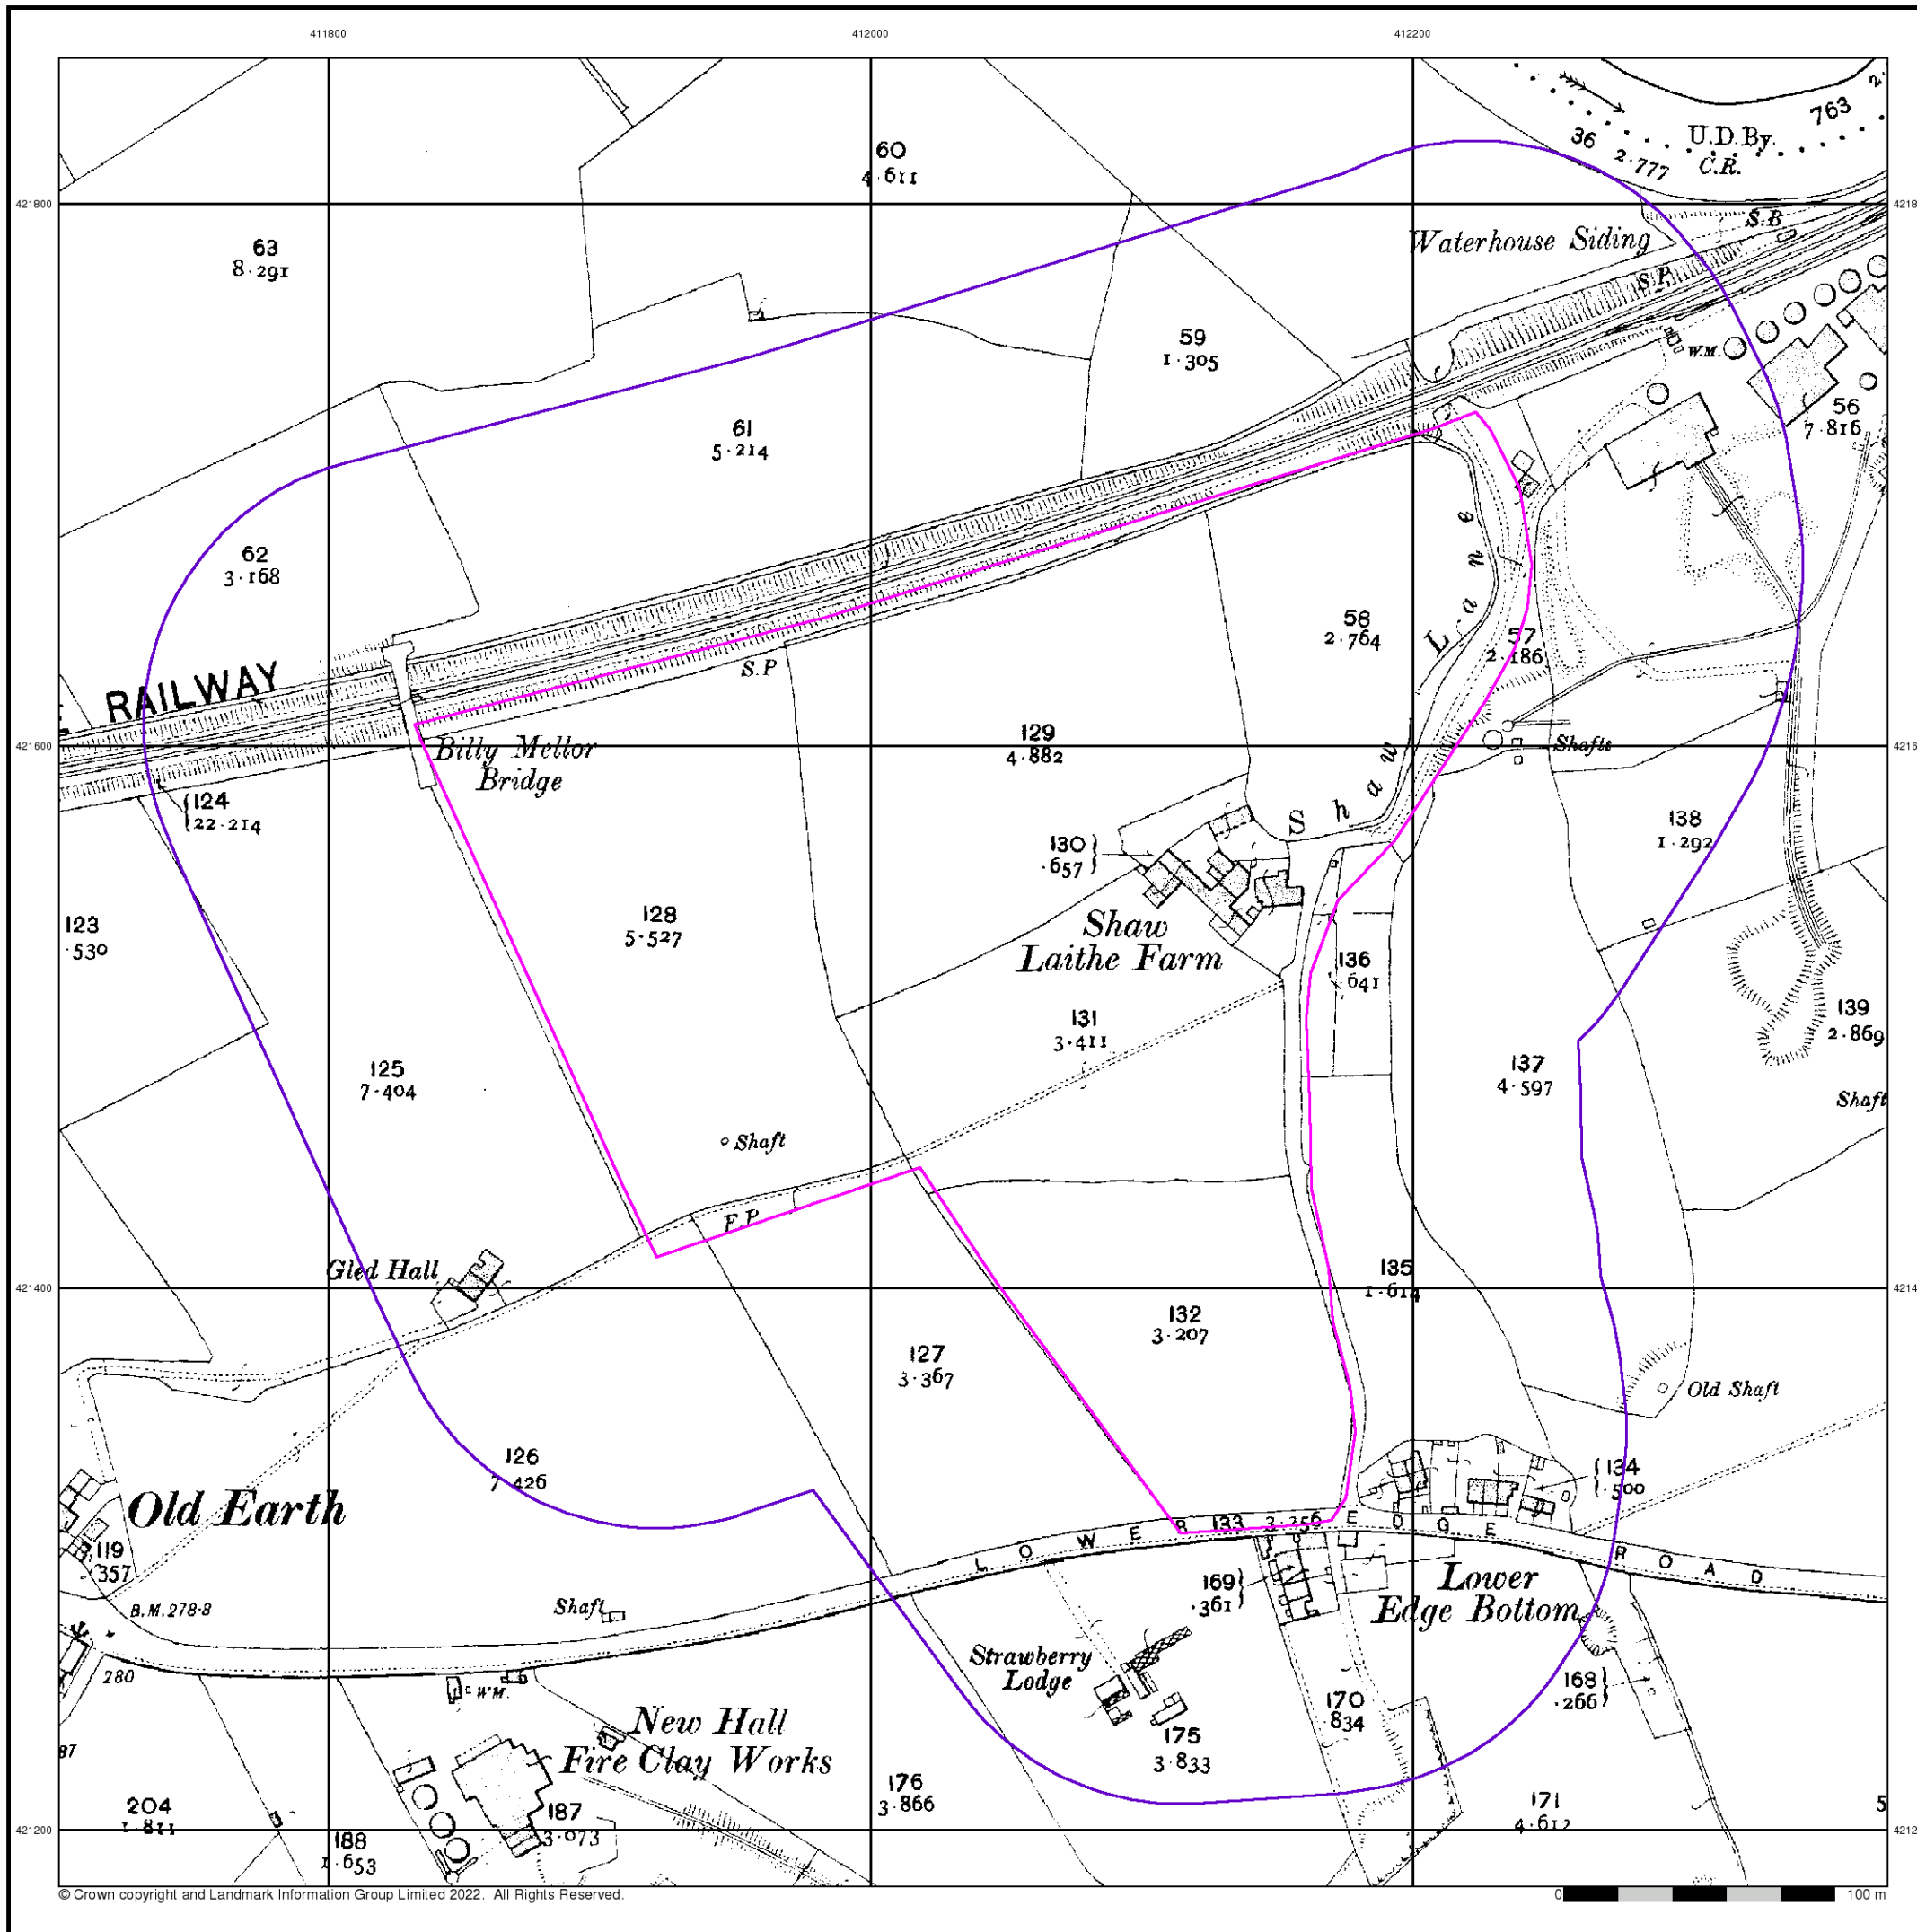 411800
412000
412200
421800
4218
421600
4216
421400
4214
421200
4212
60
4·611
36
2·777
763
U.D.By.
C.R.
63
8·291
Waterhouse Siding
S.B
S.P.
W.M.
59
1·305
56
7·816
61
5·214
62
3·168
RAILWAY
S.P
58
2·764
Shaw Lane
57
2·186
Billy Mellor
Bridge
129
4·882
Shafts
124
22·214
138
1·292
130
·657
123
·530
128
5·527
Shaw
Laithe Farm
136
·641
139
2·869
131
3·411
125
7·404
137
4·597
Shaft
Shaft
F.P
Gled Hall
135
1·614
132
3·207
127
3·367
Old Shaft
126
7·426
134
·500
Old Earth
LOWER 133 3·356 EDGE ROAD
119
·357
169
·361
Lower
Edge Bottom
B.M.278·8
Shaft
Strawberry
Lodge
280
W.M.
168
·266
170
834
New Hall
Fire Clay Works
175
3·833
87
176
3·866
204
1·811
187
3·073
171
4·612
5
188
1·653
© Crown copyright and Landmark Information Group Limited 2022. All Rights Reserved.
0 100 m